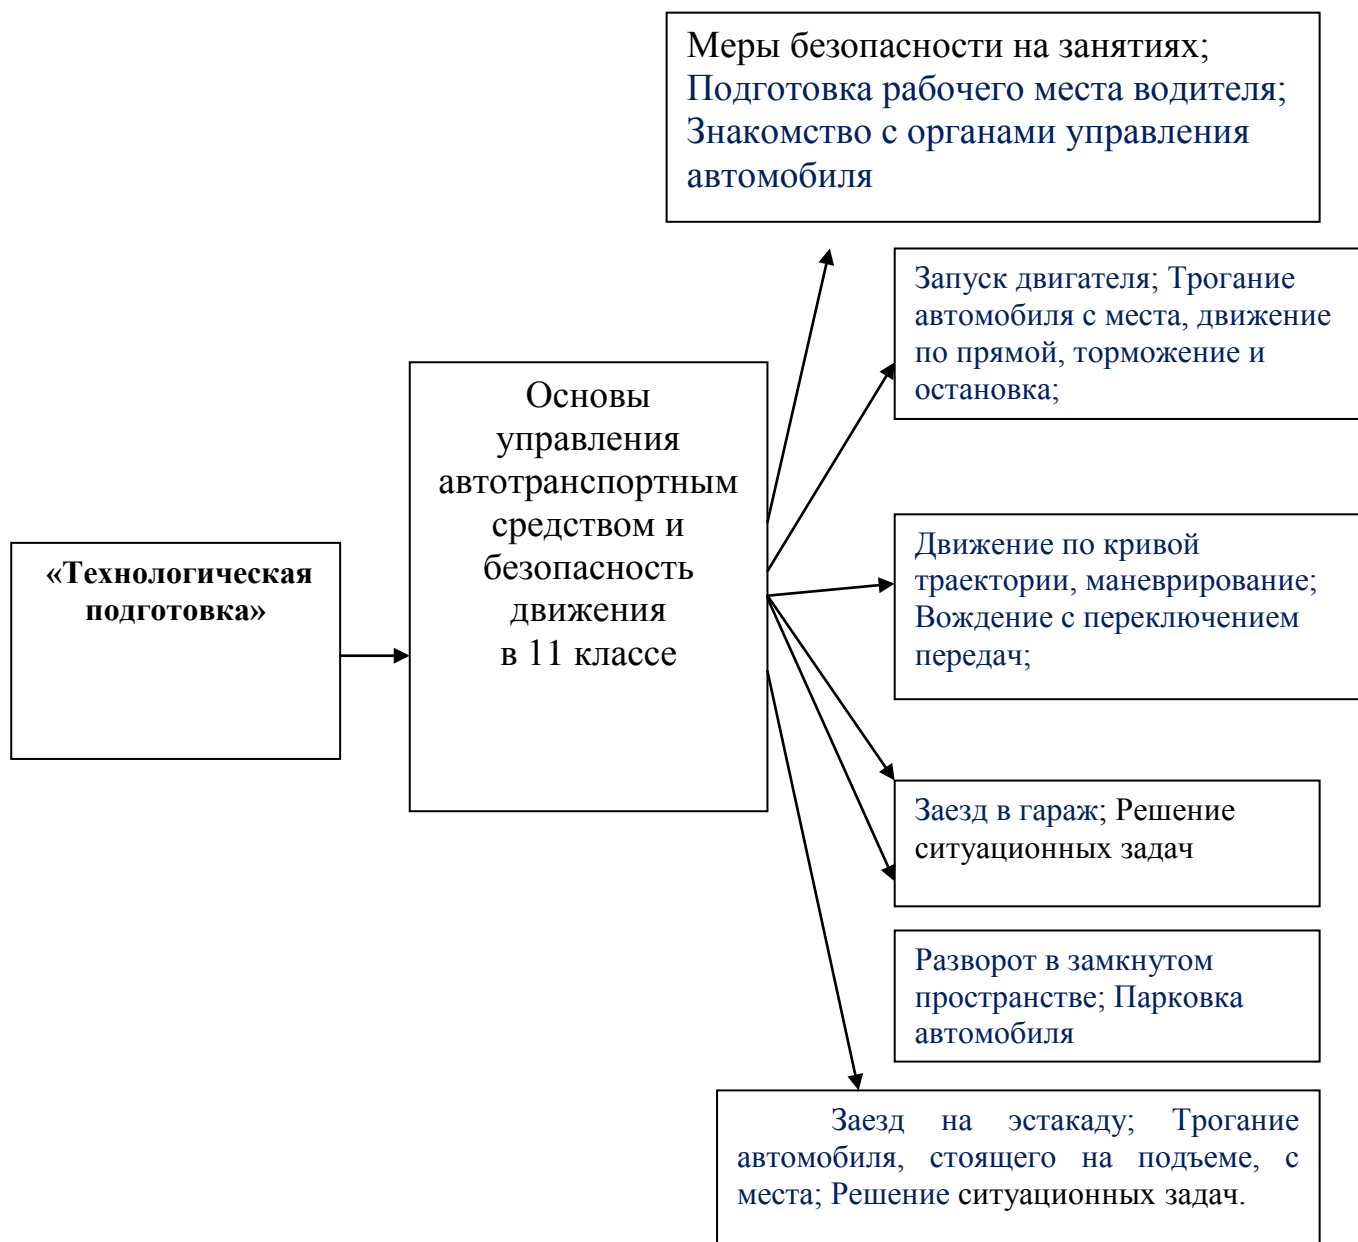 Меры безопасности на занятиях;
Подготовка рабочего места водителя;
Знакомство с органами управления
автомобиля
Запуск двигателя; Трогание
автомобиля с места, движение
по прямой, торможение и
остановка;
Основы
управления
автотранспортным
средством и
безопасность
движения
в 11 классе
«Технологическая
подготовка»
Движение по кривой
траектории, маневрирование;
Вождение с переключением
передач;
Заезд в гараж; Решение
ситуационных задач
Разворот в замкнутом
пространстве; Парковка
автомобиля
Заезд на эстакаду; Трогание
автомобиля, стоящего на подъеме, с
места; Решение ситуационных задач.